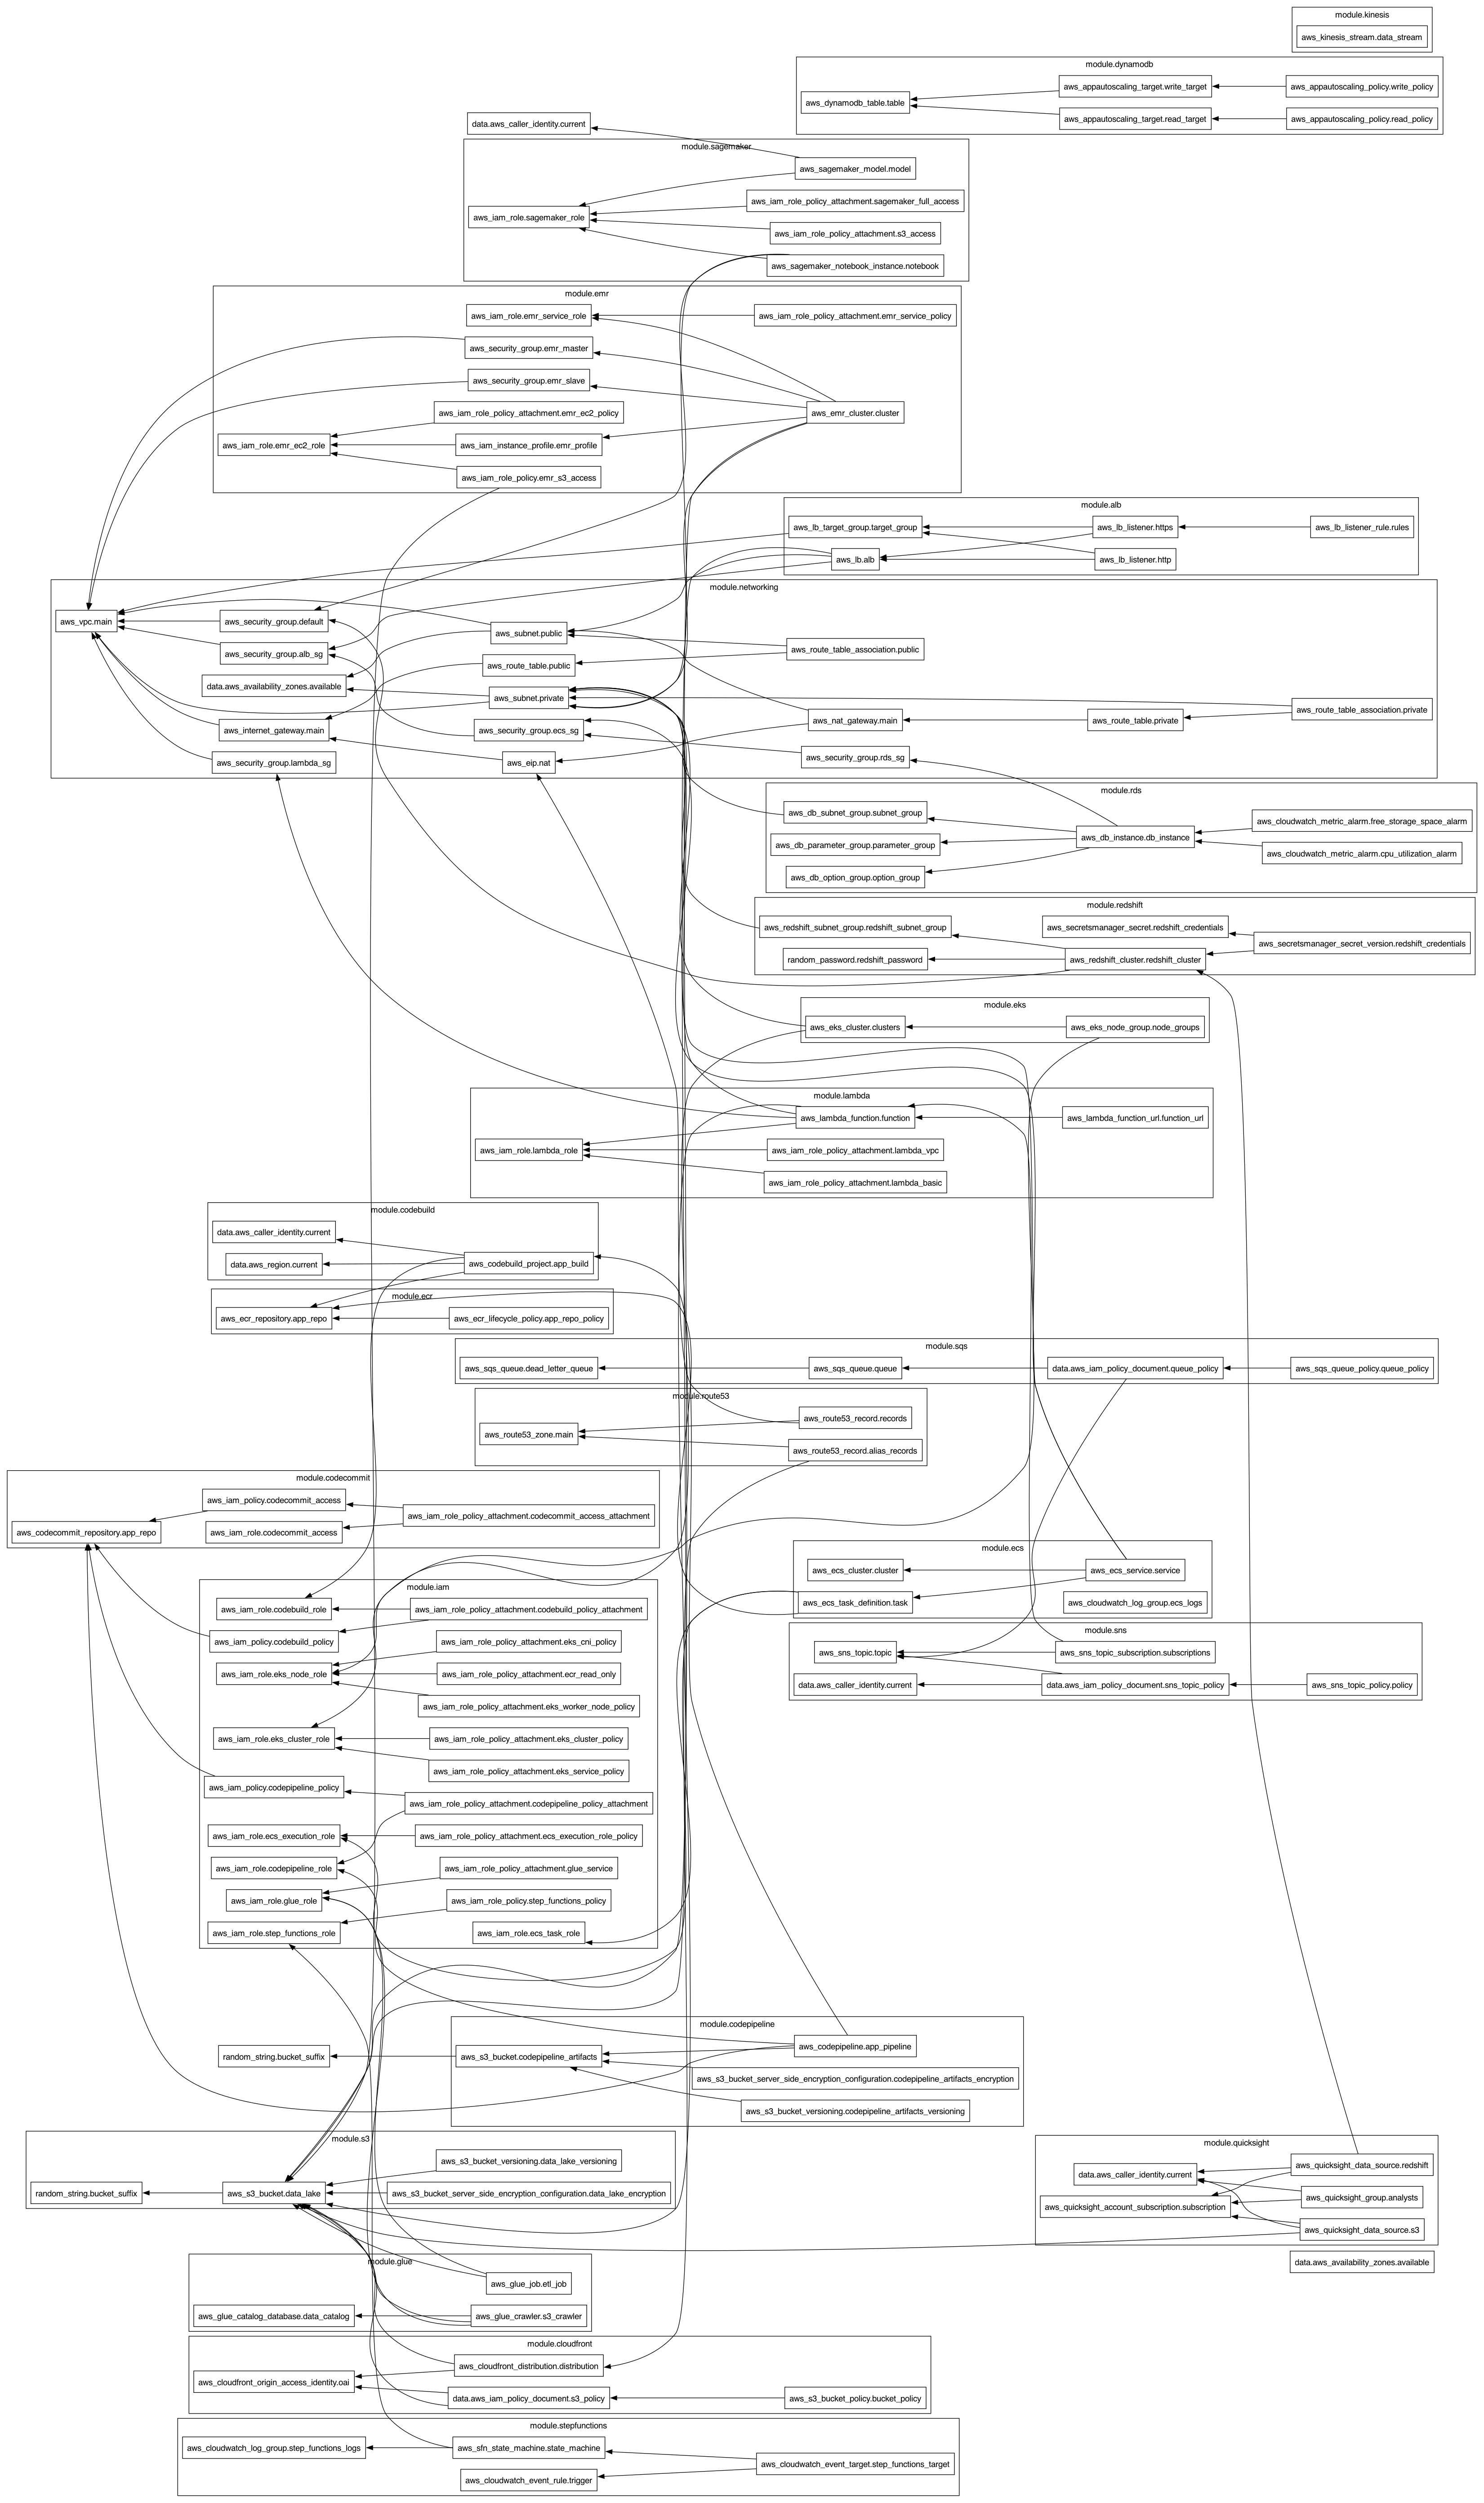 module.kinesis
aws_kinesis_stream.data_stream
module.dynamodb
aws_appautoscaling_target.write_target
aws_appautoscaling_policy.write_policy
aws_dynamodb_table.table
aws_appautoscaling_target.read_target
aws_appautoscaling_policy.read_policy
data.aws_caller_identity.current
module.sagemaker
aws_sagemaker_model.model
aws_iam_role_policy_attachment.sagemaker_full_access
aws_iam_role.sagemaker_role
aws_iam_role_policy_attachment.s3_access
aws_sagemaker_notebook_instance.notebook
module.emr
aws_iam_role.emr_service_role
aws_iam_role_policy_attachment.emr_service_policy
aws_security_group.emr_master
aws_security_group.emr_slave
aws_iam_role_policy_attachment.emr_ec2_policy
aws_emr_cluster.cluster
aws_iam_role.emr_ec2_role
aws_iam_instance_profile.emr_profile
aws_iam_role_policy.emr_s3_access
module.alb
aws_lb_target_group.target_group
aws_lb_listener.https
aws_lb_listener_rule.rules
aws_lb.alb
aws_lb_listener.http
module.networking
aws_vpc.main
aws_security_group.default
aws_subnet.public
aws_security_group.alb_sg
aws_route_table_association.public
aws_route_table.public
data.aws_availability_zones.available
aws_subnet.private
aws_route_table_association.private
aws_internet_gateway.main
aws_security_group.ecs_sg
aws_nat_gateway.main
aws_route_table.private
aws_security_group.lambda_sg
aws_eip.nat
aws_security_group.rds_sg
module.rds
aws_db_subnet_group.subnet_group
aws_cloudwatch_metric_alarm.free_storage_space_alarm
aws_db_instance.db_instance
aws_db_parameter_group.parameter_group
aws_cloudwatch_metric_alarm.cpu_utilization_alarm
aws_db_option_group.option_group
module.redshift
aws_redshift_subnet_group.redshift_subnet_group
aws_secretsmanager_secret.redshift_credentials
aws_secretsmanager_secret_version.redshift_credentials
random_password.redshift_password
aws_redshift_cluster.redshift_cluster
module.eks
aws_eks_cluster.clusters
aws_eks_node_group.node_groups
module.lambda
aws_lambda_function.function
aws_lambda_function_url.function_url
aws_iam_role.lambda_role
aws_iam_role_policy_attachment.lambda_vpc
aws_iam_role_policy_attachment.lambda_basic
module.codebuild
data.aws_caller_identity.current
data.aws_region.current
aws_codebuild_project.app_build
module.ecr
aws_ecr_repository.app_repo
aws_ecr_lifecycle_policy.app_repo_policy
module.sqs
aws_sqs_queue.dead_letter_queue
aws_sqs_queue.queue
data.aws_iam_policy_document.queue_policy
aws_sqs_queue_policy.queue_policy
module.route53
aws_route53_record.records
aws_route53_zone.main
aws_route53_record.alias_records
module.codecommit
aws_iam_policy.codecommit_access
aws_iam_role_policy_attachment.codecommit_access_attachment
aws_codecommit_repository.app_repo
aws_iam_role.codecommit_access
module.ecs
aws_ecs_cluster.cluster
aws_ecs_service.service
aws_ecs_task_definition.task
aws_cloudwatch_log_group.ecs_logs
module.iam
aws_iam_role.codebuild_role
aws_iam_role_policy_attachment.codebuild_policy_attachment
aws_iam_policy.codebuild_policy
aws_iam_role_policy_attachment.eks_cni_policy
aws_iam_role.eks_node_role
aws_iam_role_policy_attachment.ecr_read_only
aws_iam_role_policy_attachment.eks_worker_node_policy
aws_iam_role.eks_cluster_role
aws_iam_role_policy_attachment.eks_cluster_policy
aws_iam_role_policy_attachment.eks_service_policy
aws_iam_policy.codepipeline_policy
aws_iam_role_policy_attachment.codepipeline_policy_attachment
aws_iam_role.ecs_execution_role
aws_iam_role_policy_attachment.ecs_execution_role_policy
aws_iam_role.codepipeline_role
aws_iam_role_policy_attachment.glue_service
aws_iam_role.glue_role
aws_iam_role_policy.step_functions_policy
aws_iam_role.step_functions_role
aws_iam_role.ecs_task_role
module.sns
aws_sns_topic.topic
aws_sns_topic_subscription.subscriptions
data.aws_caller_identity.current
data.aws_iam_policy_document.sns_topic_policy
aws_sns_topic_policy.policy
module.codepipeline
aws_codepipeline.app_pipeline
random_string.bucket_suffix
aws_s3_bucket.codepipeline_artifacts
aws_s3_bucket_server_side_encryption_configuration.codepipeline_artifacts_encryption
aws_s3_bucket_versioning.codepipeline_artifacts_versioning
module.s3
aws_s3_bucket_versioning.data_lake_versioning
random_string.bucket_suffix
aws_s3_bucket.data_lake
aws_s3_bucket_server_side_encryption_configuration.data_lake_encryption
module.quicksight
data.aws_caller_identity.current
aws_quicksight_data_source.redshift
aws_quicksight_account_subscription.subscription
aws_quicksight_group.analysts
aws_quicksight_data_source.s3
data.aws_availability_zones.available
module.glue
aws_glue_job.etl_job
aws_glue_catalog_database.data_catalog
aws_glue_crawler.s3_crawler
module.cloudfront
aws_cloudfront_distribution.distribution
aws_cloudfront_origin_access_identity.oai
data.aws_iam_policy_document.s3_policy
aws_s3_bucket_policy.bucket_policy
module.stepfunctions
aws_cloudwatch_log_group.step_functions_logs
aws_sfn_state_machine.state_machine
aws_cloudwatch_event_target.step_functions_target
aws_cloudwatch_event_rule.trigger